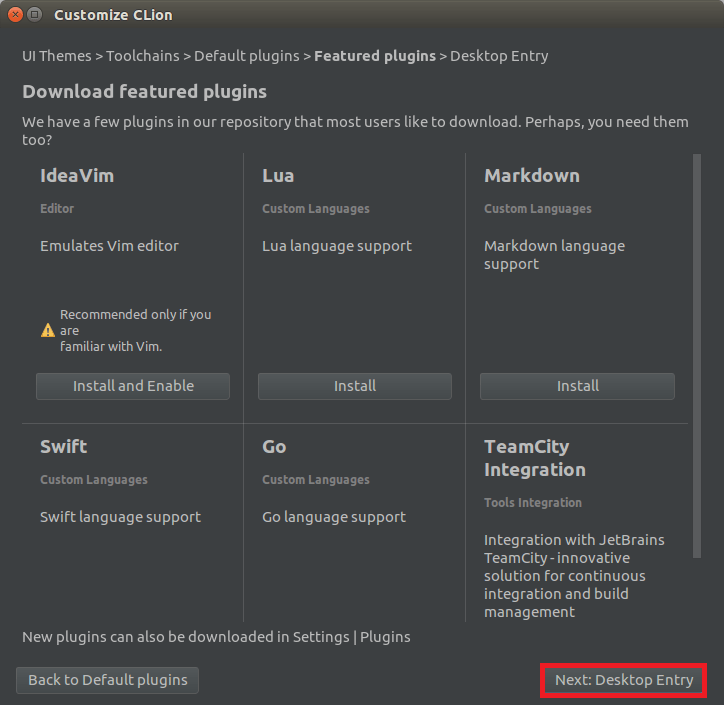 Customize CLion
UI Themes > Toolchains > Default plugins > Featured plugins > Desktop Entry
Download featured plugins
We have a few plugins in our repository that most users like to download. Perhaps, you need them
too?
IdeaVim
Editor
Emulates Vim editor
Recommended only if you
are
familiar with Vim.
Install and Enable
Lua
Custom Languages
Lua language support
Install
Markdown
Custom Languages
Markdown language
support
Install
Swift
Custom Languages
Swift language support
Go
Custom Languages
Go language support
TeamCity
Integration
Tools Integration
Integration with JetBrains
TeamCity - innovative
solution for continuous
integration and build
management
New plugins can also be downloaded in Settings | Plugins
Back to Default plugins
Next: Desktop Entry